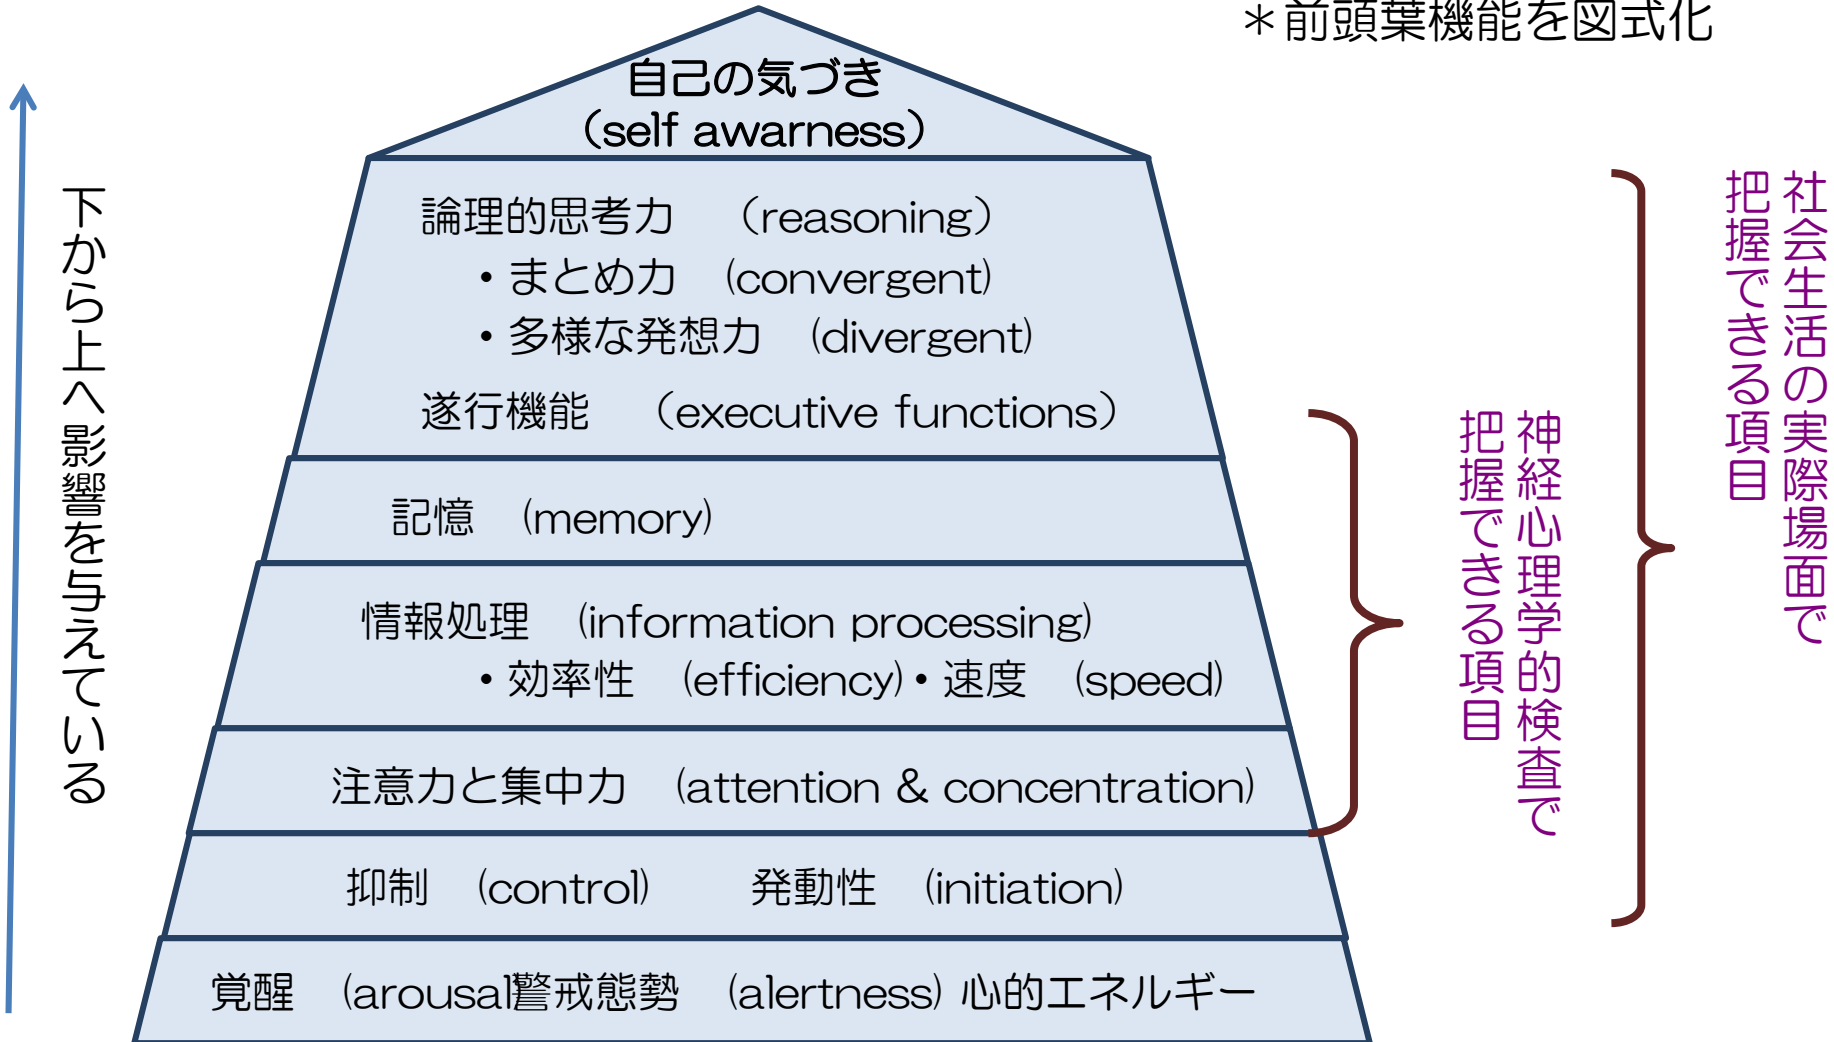 ＊前頭葉機能を図式化
自己の気づき
（self awarness）
論理的思考力　（reasoning）
・まとめ力　(convergent)
・多様な発想力　(divergent)
遂行機能　（executive functions）
記憶　(memory)
情報処理　(information processing)
・効率性　(efficiency)・速度　(speed)
注意力と集中力　(attention & concentration)
抑制　(control)　　発動性　(initiation)
覚醒　(arousal警戒態勢　(alertness) 心的エネルギー
下から上へ影響を与えている
神経心理学的検査で
把握できる項目
社会生活の実際場面で
把握できる項目